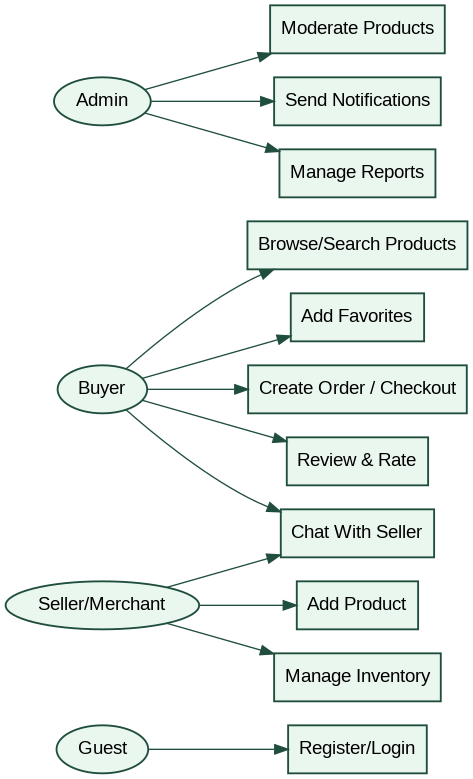 Moderate Products
Admin
Send Notifications
Manage Reports
Browse/Search Products
Add Favorites
Buyer
Create Order / Checkout
Review & Rate
Chat With Seller
Seller/Merchant
Add Product
Manage Inventory
Guest
Register/Login